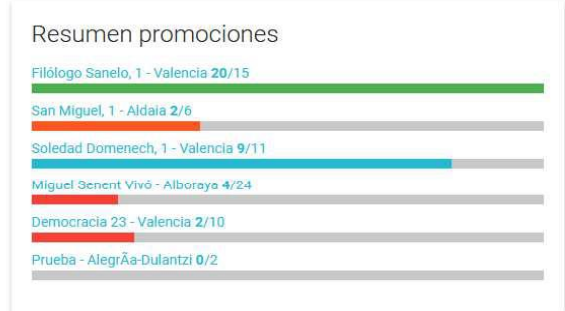 Resumen promociones
Filólogo Sanelo, 1 - Valencia 20/15
San Miguel, 1 - Aldaia 2/6
Soledad Domenech, 1 - Valencia 9/11
Miguel Senent Vivó - Alboraya 4/24
Democracia 23 - Valencia 2/10
Prueba - AlegrÃa-Dulantzi 0/2